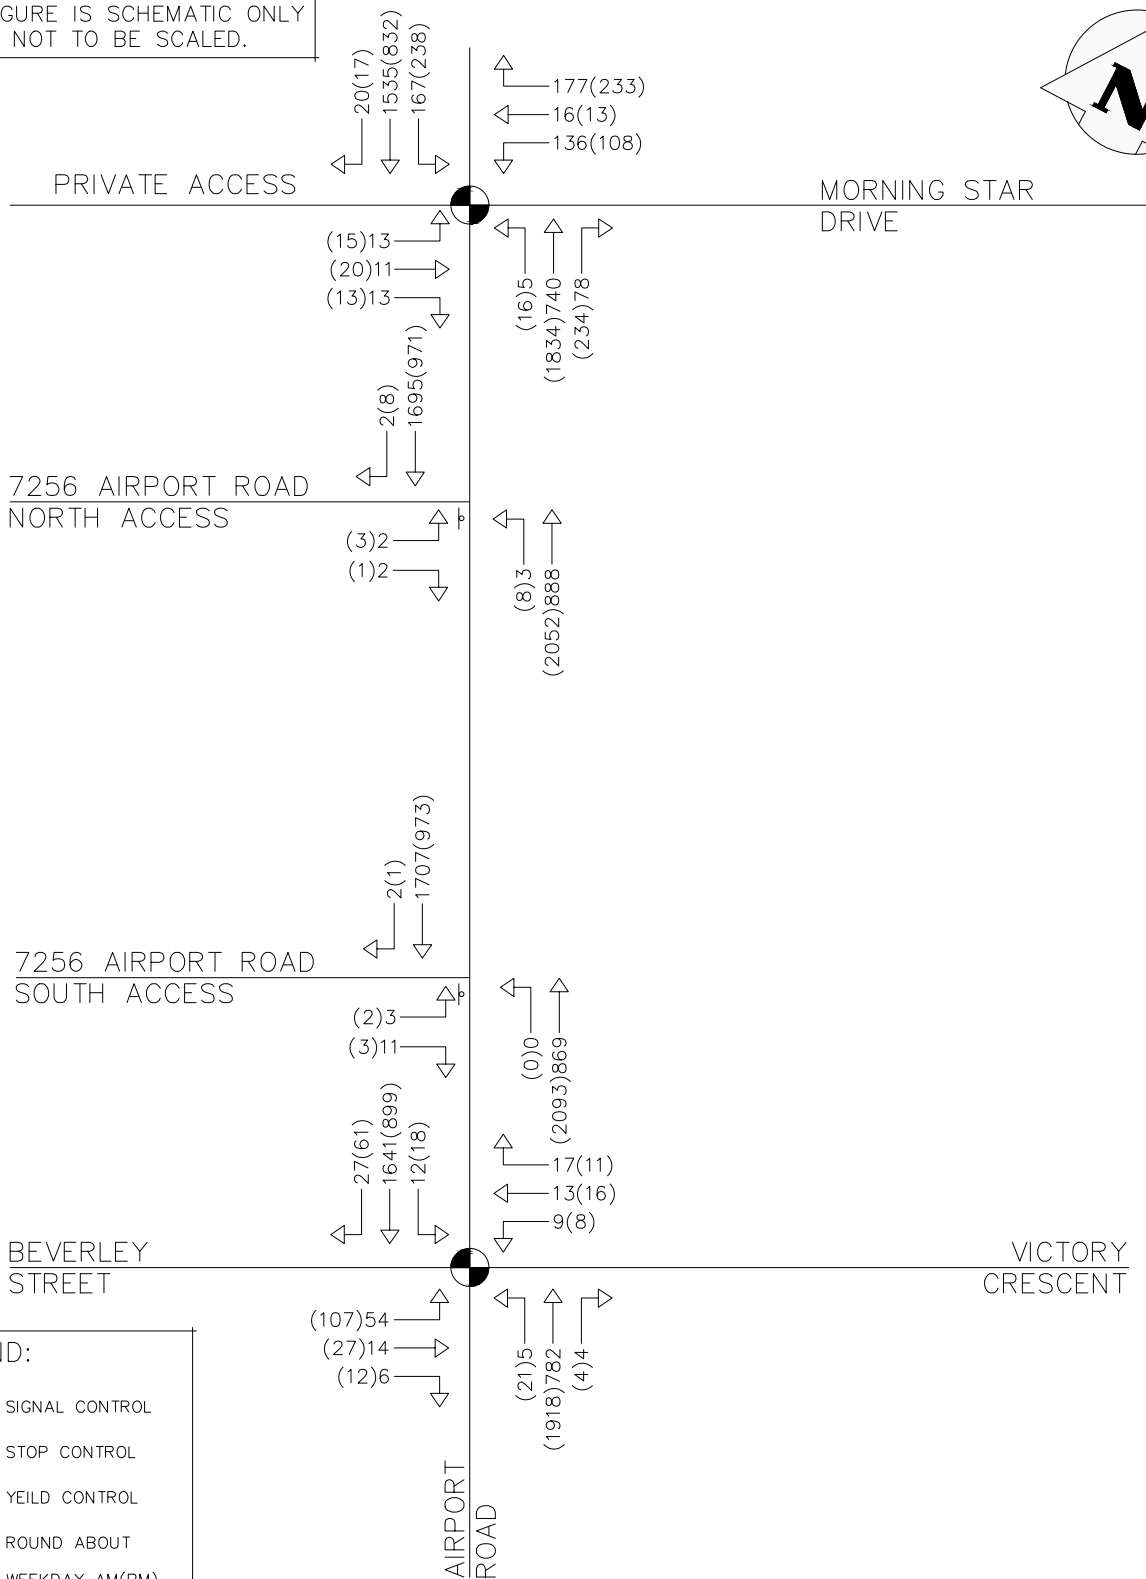 GURE IS SCHEMATIC ONLY
NOT TO BE SCALED.
N
20(17)
1535(832)
167(238)
177(233)
16(13)
136(108)
PRIVATE ACCESS
MORNING STAR
DRIVE
(15)13
(20)11
(13)13
(16)5
(1834)740
(234)78
2(8)
1695(971)
7256 AIRPORT ROAD
NORTH ACCESS
(3)2
(1)2
(8)3
(2052)888
2(1)
1707(973)
7256 AIRPORT ROAD
SOUTH ACCESS
(2)3
(3)11
(0)0
(2093)869
27(61)
1641(899)
12(18)
17(11)
13(16)
9(8)
BEVERLEY
STREET
VICTORY
CRESCENT
(107)54
(27)14
(12)6
(21)5
(1918)782
(4)4
AIRPORT
ROAD
ND:
SIGNAL CONTROL
STOP CONTROL
YEILD CONTROL
ROUND ABOUT
WEEKDAY AM(PM)